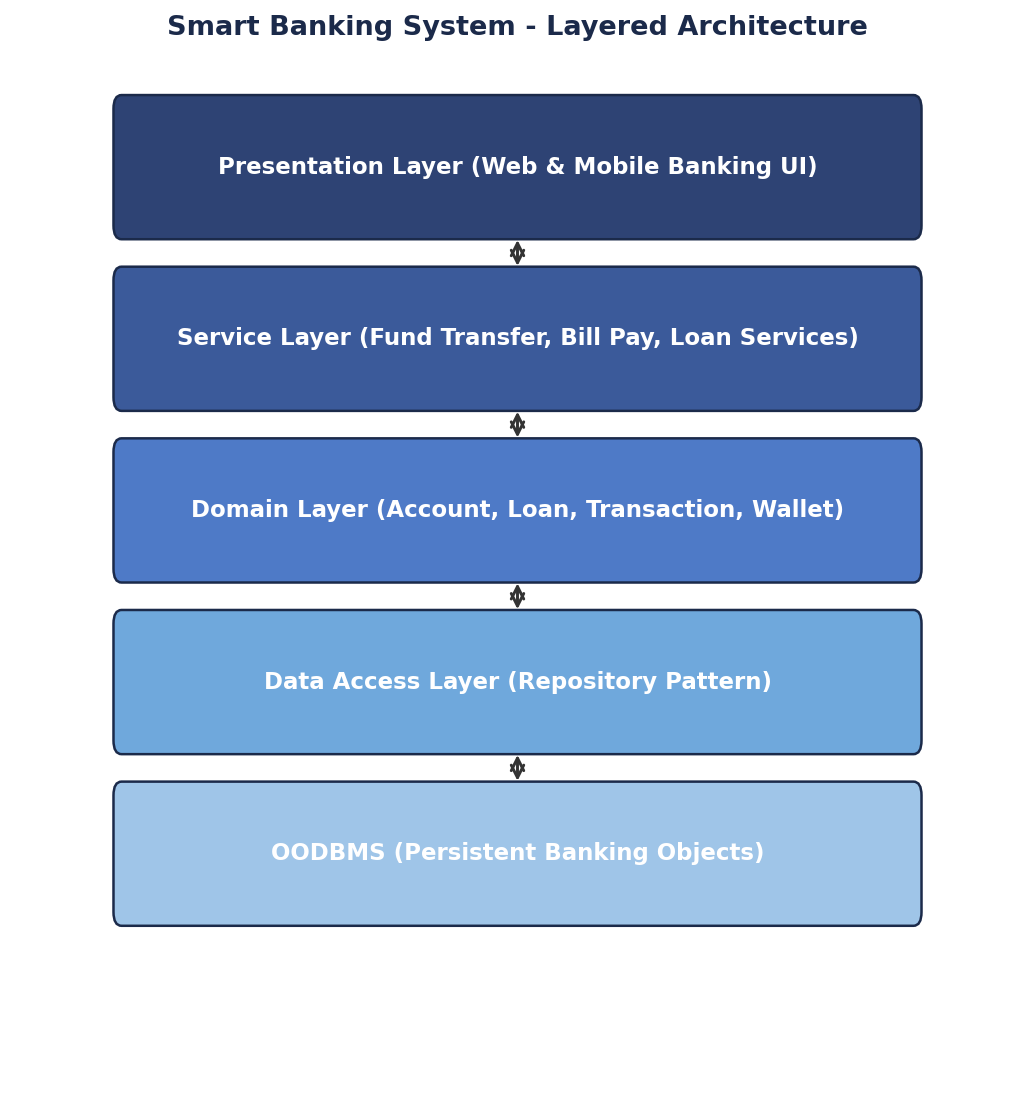 Smart Banking System - Layered Architecture
Presentation Layer (Web & Mobile Banking UI)
Service Layer (Fund Transfer, Bill Pay, Loan Services)
Domain Layer (Account, Loan, Transaction, Wallet)
Data Access Layer (Repository Pattern)
OODBMS (Persistent Banking Objects)